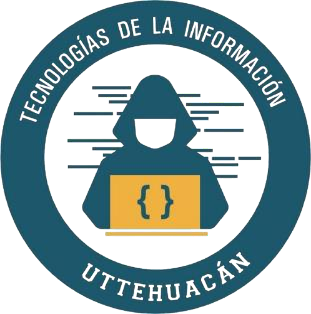 TECNOLOGÍAS DE LA INFORMACIÓN
{ }
UTTEHUACÁN